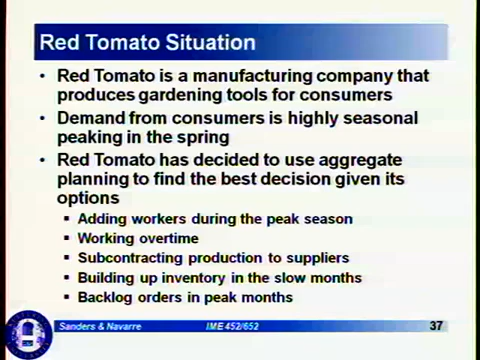 Red Tomato Situation
• Red Tomato is a manufacturing company that
produces gardening tools for consumers
• Demand from consumers is highly seasonal
peaking in the spring
• Red Tomato has decided to use aggregate
planning to find the best decision given its
options
▪ Adding workers during the peak season
▪ Working overtime
▪ Subcontracting production to suppliers
▪ Building up inventory in the slow months
▪ Backlog orders in peak months
Sanders & Navarre IME 452/652 37